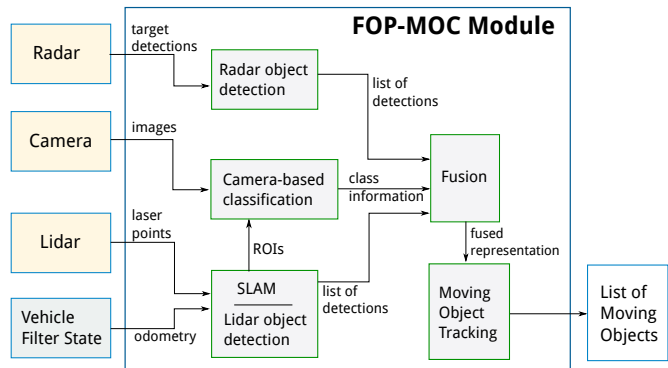 FOP-MOC Module
Radar
target
detections
Radar object
detection
list of
detections
Camera
images
Camera-based
classification
class
information
Fusion
Lidar
laser
points
ROIs
fused
representation
SLAM
Lidar object
detection
list of
detections
Vehicle
Filter State
odometry
Moving
Object
Tracking
List of
Moving
Objects